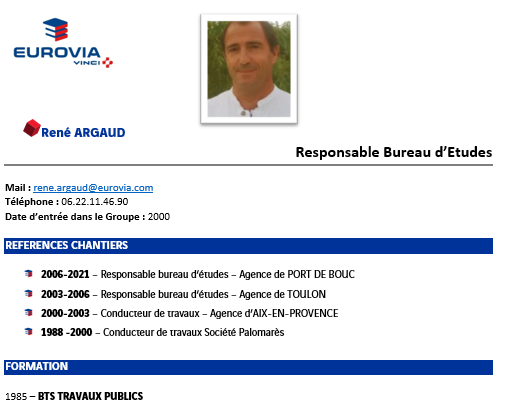 EUROVIA
VINCI
René ARGAUD
Responsable Bureau d'Etudes
Mail : rene.argaud@eurovia.com
Téléphone : 06.22.11.46.90
Date d'entrée dans le Groupe : 2000
REFERENCES CHANTIERS
2006-2021 – Responsable bureau d'études – Agence de PORT DE BOUC
2003-2006 – Responsable bureau d'études – Agence de TOULON
2000-2003 – Conducteur de travaux – Agence d'AIX-EN-PROVENCE
1988 -2000 – Conducteur de travaux Société Palomarès
FORMATION
1985 – BTS TRAVAUX PUBLICS